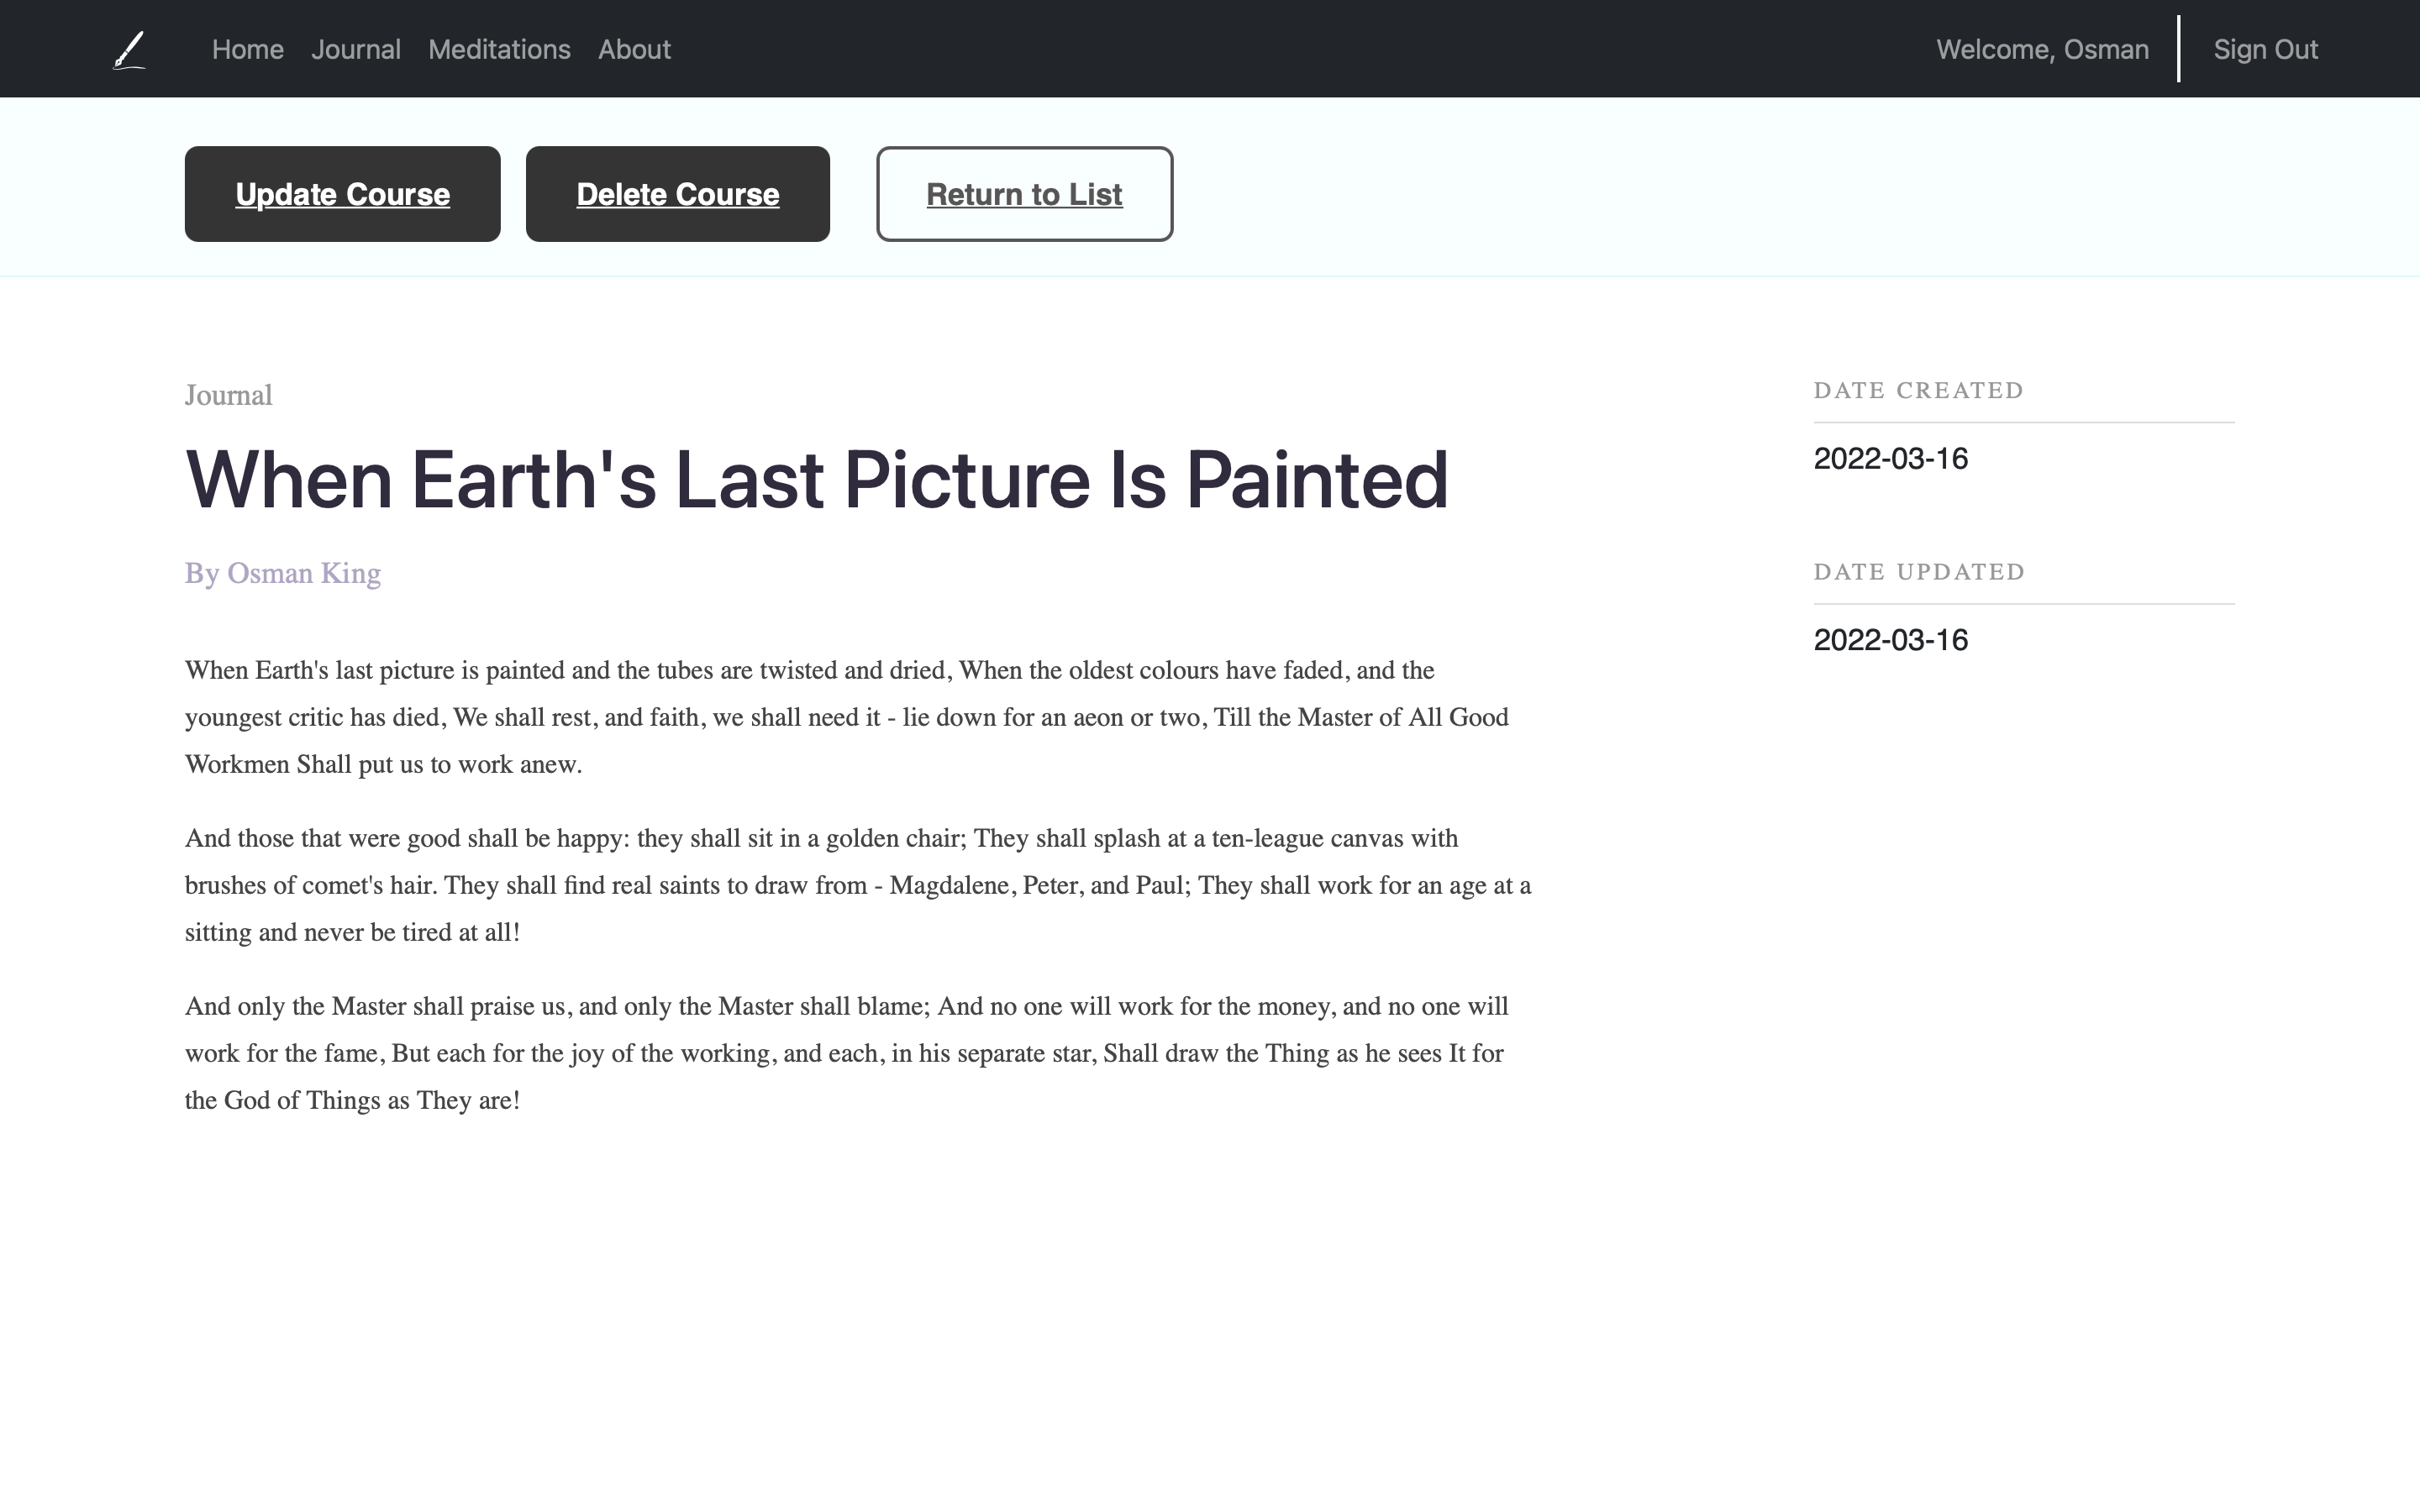 Home Journal Meditations About Welcome, Osman Sign Out
Update Course Delete Course Return to List
Journal
When Earth's Last Picture Is Painted
By Osman King
When Earth's last picture is painted and the tubes are twisted and dried, When the oldest colours have faded, and the
youngest critic has died, We shall rest, and faith, we shall need it - lie down for an aeon or two, Till the Master of All Good
Workmen Shall put us to work anew.
And those that were good shall be happy: they shall sit in a golden chair; They shall splash at a ten-league canvas with
brushes of comet's hair. They shall find real saints to draw from - Magdalene, Peter, and Paul; They shall work for an age at a
sitting and never be tired at all!
And only the Master shall praise us, and only the Master shall blame; And no one will work for the money, and no one will
work for the fame, But each for the joy of the working, and each, in his separate star, Shall draw the Thing as he sees It for
the God of Things as They are!
DATE CREATED
2022-03-16
DATE UPDATED
2022-03-16